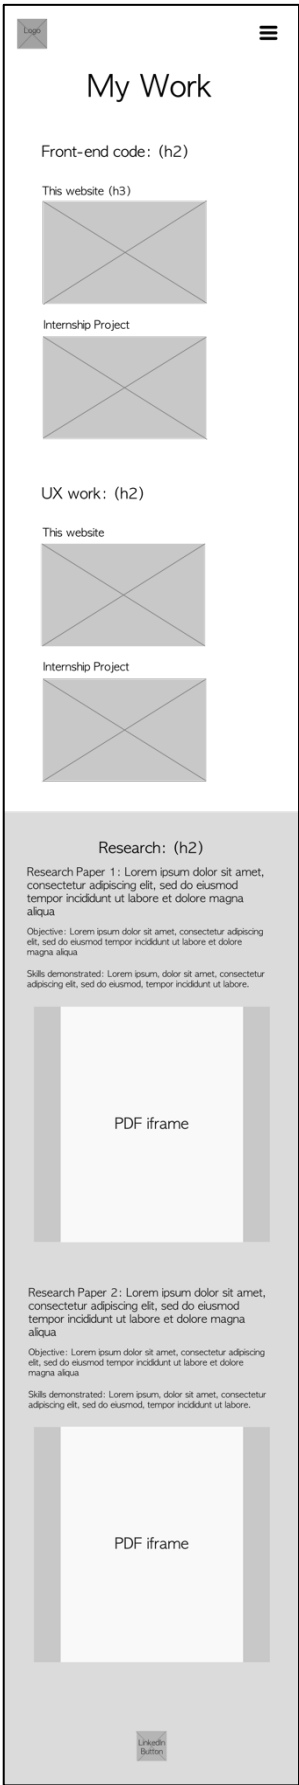 Logo
My Work
Front-end code: (h2)
This website (h3)
Internship Project
UX work: (h2)
This website
Internship Project
Research: (h2)
Research Paper 1: Lorem ipsum dolor sit amet,
consectetur adipiscing elit, sed do eiusmod
tempor incididunt ut labore et dolore magna
aliqua
Objective: Lorem ipsum dolor sit amet, consectetur adipiscing
elit, sed do eiusmod tempor incididunt ut labore et dolore
magna aliqua
Skills demonstrated: Lorem ipsum, dolor sit amet, consectetur
adipiscing elit, sed do eiusmod, tempor incididunt ut labore.
PDF iframe
Research Paper 2: Lorem ipsum dolor sit amet,
consectetur adipiscing elit, sed do eiusmod
tempor incididunt ut labore et dolore magna
aliqua
Objective: Lorem ipsum dolor sit amet, consectetur adipiscing
elit, sed do eiusmod tempor incididunt ut labore et dolore
magna aliqua
Skills demonstrated: Lorem ipsum, dolor sit amet, consectetur
adipiscing elit, sed do eiusmod, tempor incididunt ut labore.
PDF iframe
LinkedIn
Button